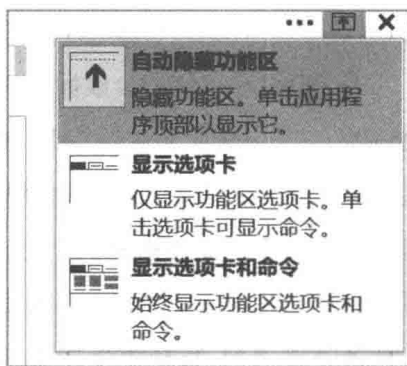 自动隐藏功能区
隐藏功能区。单击应用程
序顶部以显示它。
显示选项卡
仅显示功能区选项卡。单
击选项卡可显示命令。
显示选项卡和命令
始终显示功能区选项卡和
命令。